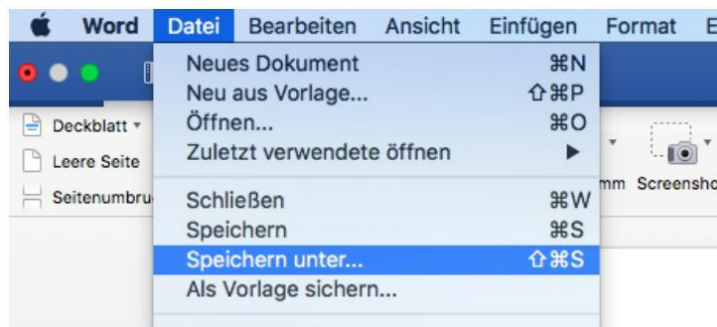 Word Datei Bearbeiten Ansicht Einfügen Format E
Neues Dokument ⌘N
Neu aus Vorlage... ⇧⌘P
Öffnen... ⌘O
Zuletzt verwendete öffnen ▶
Schließen ⌘W
Speichern ⌘S
Speichern unter... ⇧⌘S
Als Vorlage sichern...
Deckblatt
Leere Seite
Seitenumbru
mm Screensho